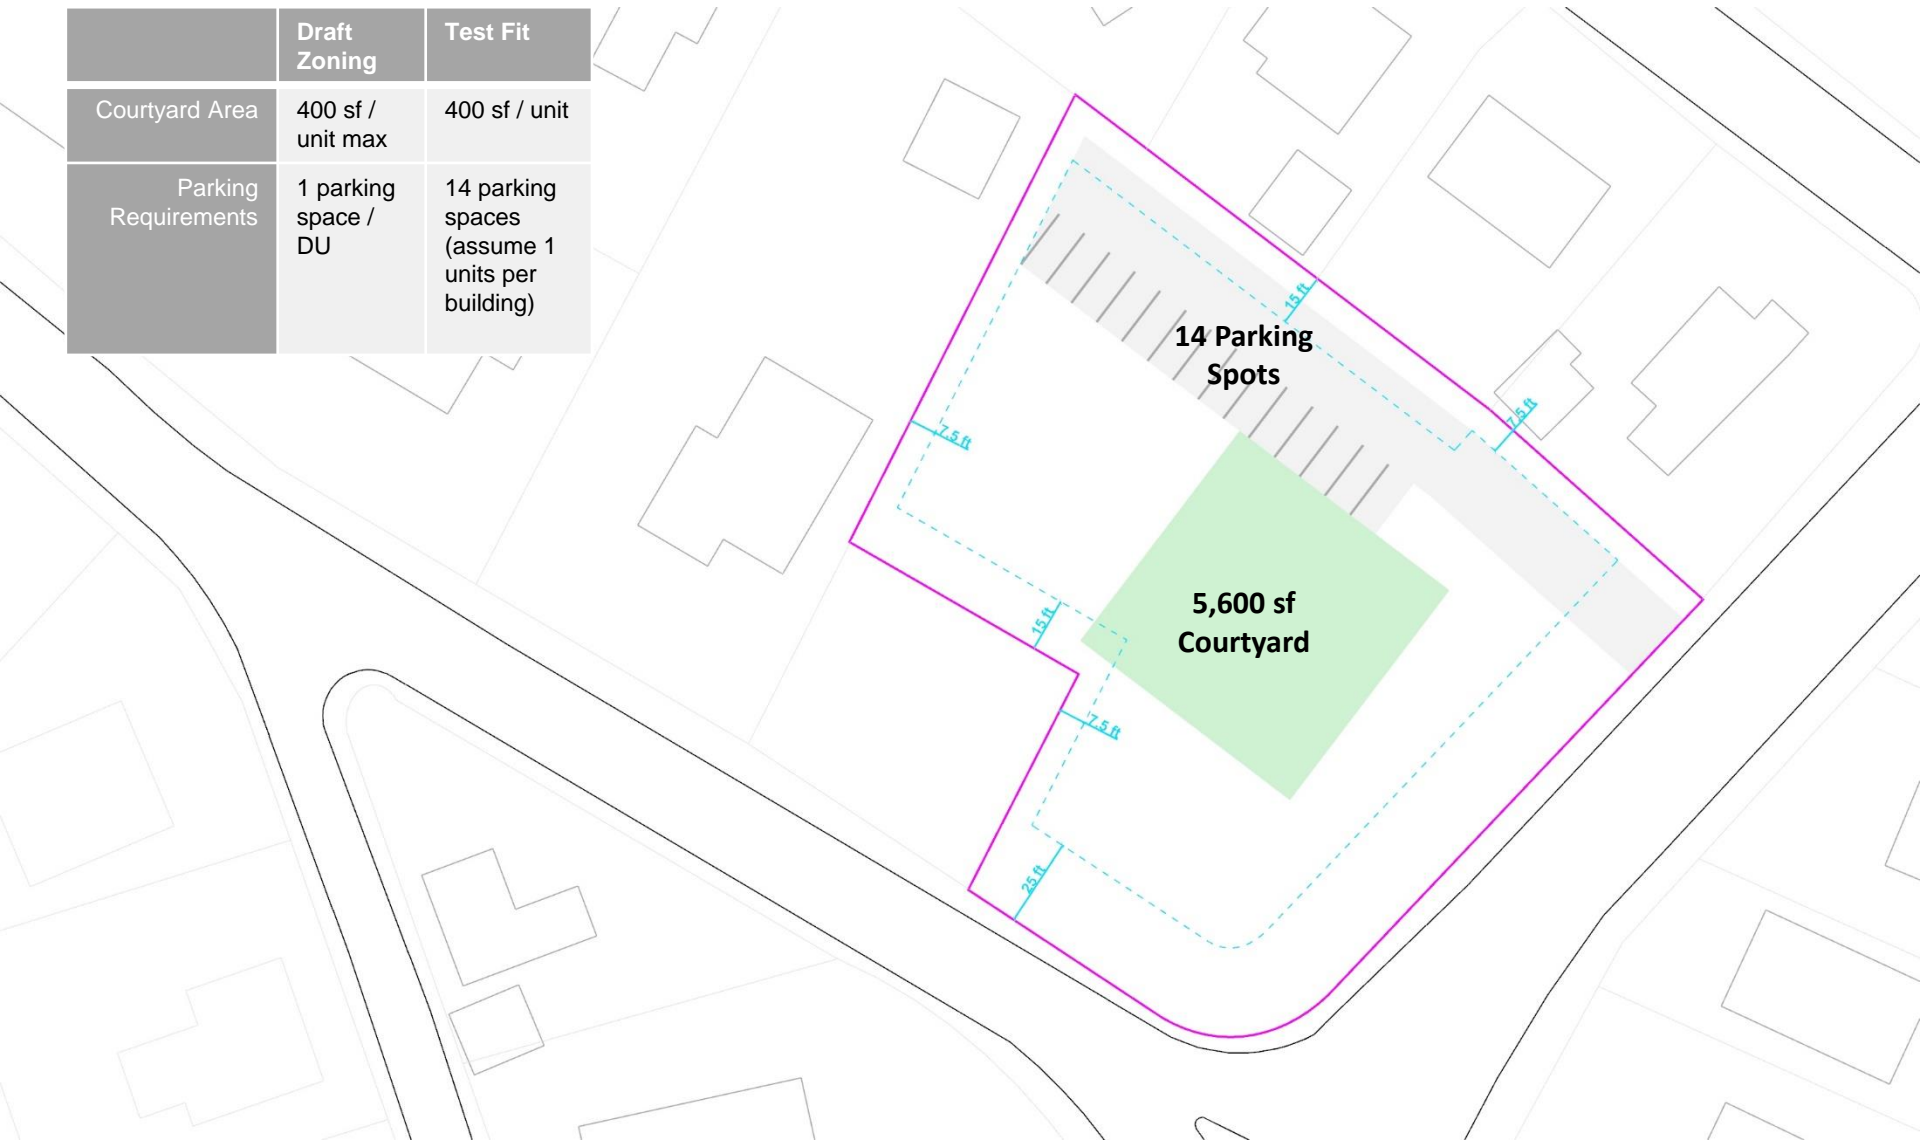 Draft
Zoning
Test Fit
Courtyard Area
400 sf /
unit max
400 sf / unit
Parking
Requirements
1 parking
space /
DU
14 parking
spaces
(assume 1
units per
building)
15 ft
14 Parking
Spots
7.5 ft
7.5 ft
15 ft
5,600 sf
Courtyard
7.5 ft
25 ft